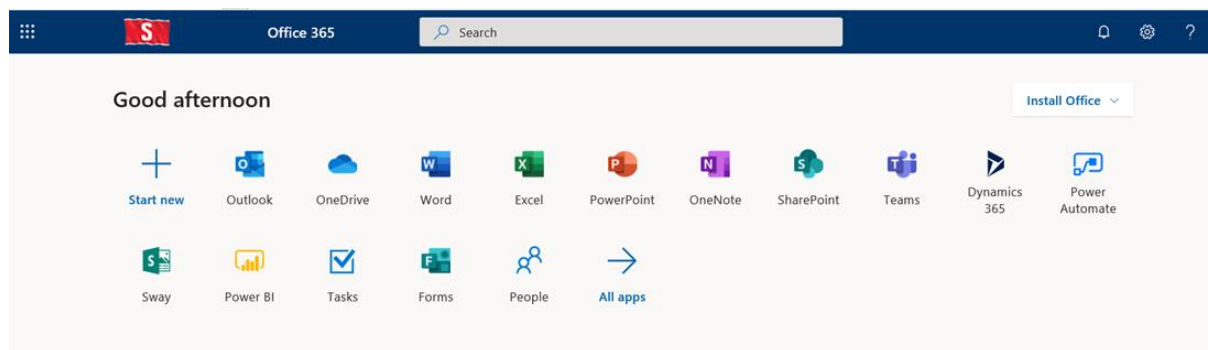 S
Office 365
Search
?
Good afternoon
Install Office
Start new
Outlook
OneDrive
Word
Excel
PowerPoint
OneNote
SharePoint
Teams
Dynamics
365
Power
Automate
Sway
Power BI
Tasks
Forms
People
All apps